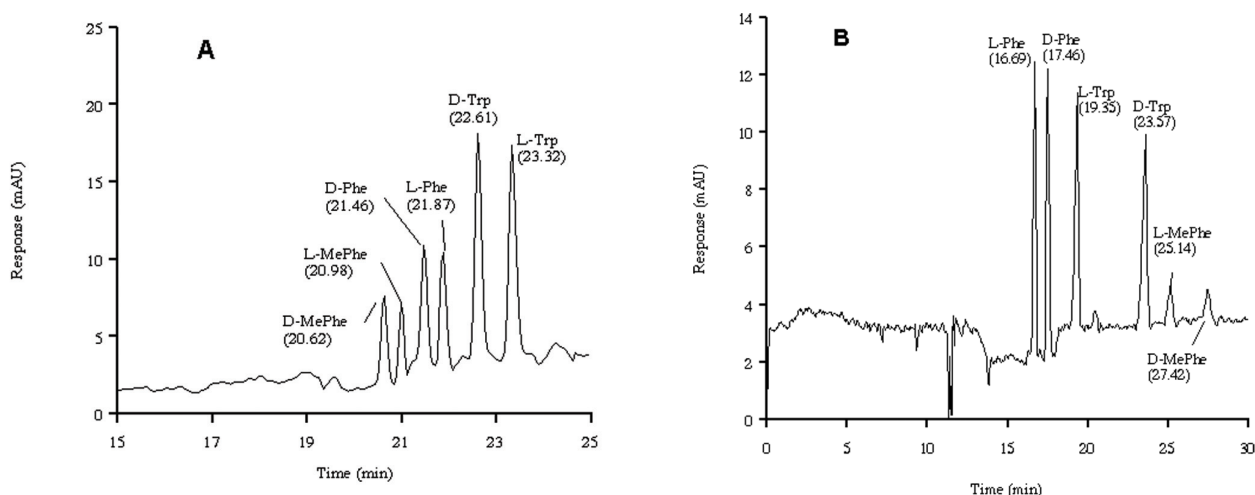 A
25
20
15
10
5
0
Response (mAU)
D-Trp
(22.61)
L-Trp
(23.32)
D-Phe
(21.46)
L-Phe
(21.87)
L-MePhe
(20.98)
D-MePhe
(20.62)
15
17
19
21
23
25
Time (min)
B
14
12
10
8
6
4
2
0
Response (mAU)
L-Phe
(16.69)
D-Phe
(17.46)
L-Trp
(19.35)
D-Trp
(23.57)
L-MePhe
(25.14)
D-MePhe
(27.42)
0
5
10
15
20
25
30
Time (min)